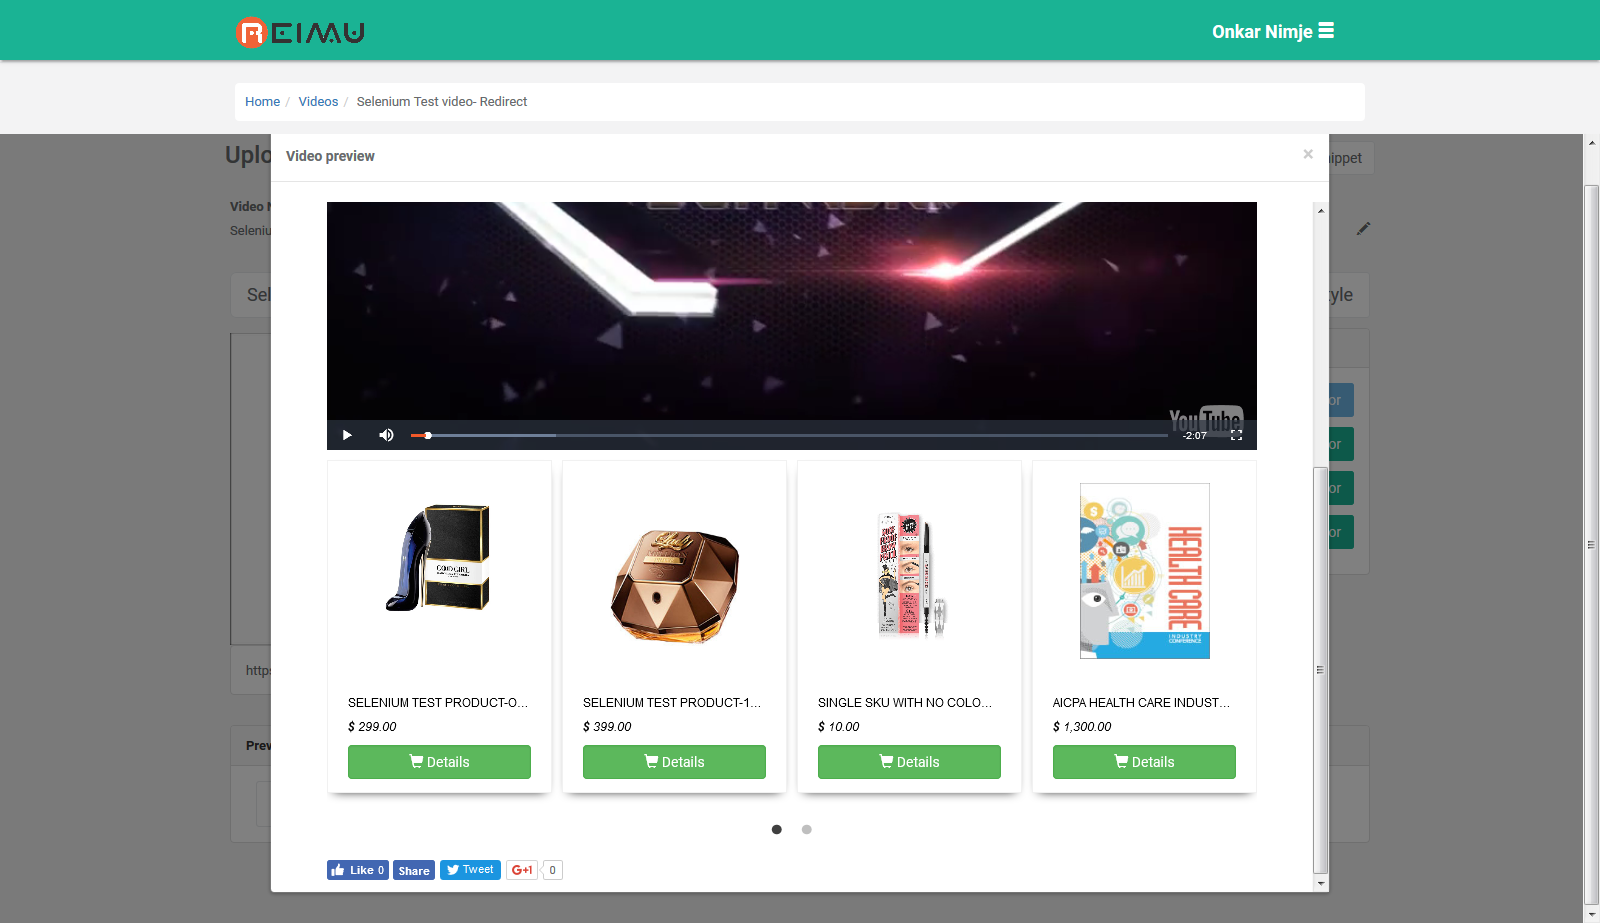 REIMU
Onkar Nimje
Home / Videos / Selenium Test video- Redirect
Uplo
Video preview
×
ippet
Video N
Seleniu
Sel
yle
or
or
or
or
YouTube
-2:07
GOOD GIRL
HEALTH CARE
INDUSTRY
CONFERENCE
SELENIUM TEST PRODUCT-O...
$ 299.00
Details
SELENIUM TEST PRODUCT-1...
$ 399.00
Details
SINGLE SKU WITH NO COLO...
$ 10.00
Details
AICPA HEALTH CARE INDUST...
$ 1,300.00
Details
https
Prev
Like 0
Share
Tweet
G+1
0